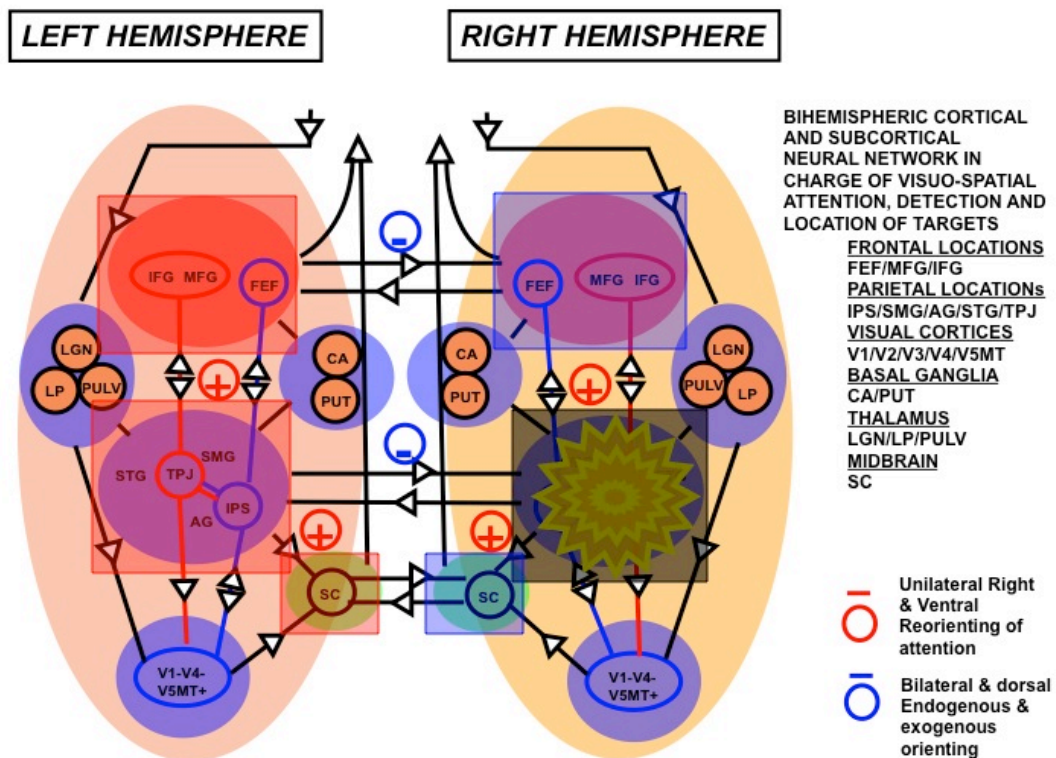 LEFT HEMISPHERE
RIGHT HEMISPHERE
BIHEMISPHERIC CORTICAL
AND SUBCORTICAL
NEURAL NETWORK IN
CHARGE OF VISUO-SPATIAL
ATTENTION, DETECTION AND
LOCATION OF TARGETS
FRONTAL LOCATIONS
FEF/MFG/IFG
PARIETAL LOCATIONs
IPS/SMG/AG/STG/TPJ
VISUAL CORTICES
V1/V2/V3/V4/V5MT
BASAL GANGLIA
CA/PUT
THALAMUS
LGN/LP/PULV
MIDBRAIN
SC
IFG MFG
FEF
LGN
LP
PULV
CA
PUT
STG
SMG
TPJ
AG
IPS
SC
V1-V4-
V5MT+
FEF
MFG IFG
CA
PUT
LGN
PULV
LP
SC
V1-V4-
V5MT+
-
-
+
+
+
+
Unilateral Right
& Ventral
Reorienting of
attention
Bilateral & dorsal
Endogenous &
exogenous
orienting